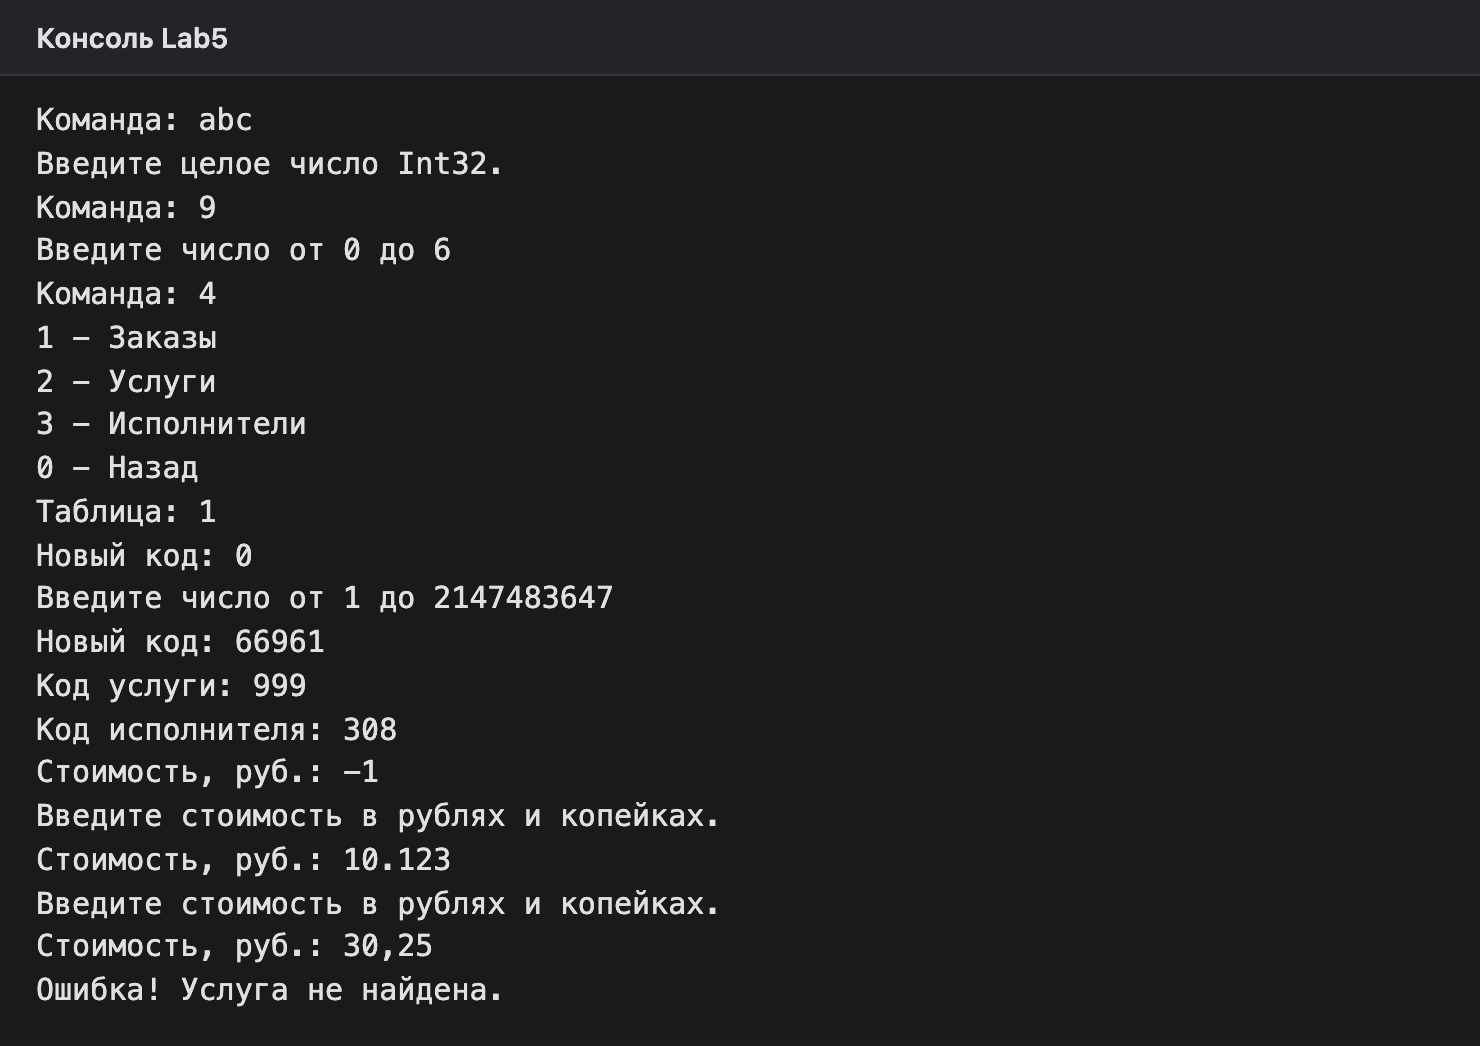 Консоль Lab5
Команда: abc
Введите целое число Int32.
Команда: 9
Введите число от 0 до 6
Команда: 4
1 – Заказы
2 – Услуги
3 – Исполнители
0 – Назад
Таблица: 1
Новый код: 0
Введите число от 1 до 2147483647
Новый код: 66961
Код услуги: 999
Код исполнителя: 308
Стоимость, руб.: –1
Введите стоимость в рублях и копейках.
Стоимость, руб.: 10.123
Введите стоимость в рублях и копейках.
Стоимость, руб.: 30,25
Ошибка! Услуга не найдена.